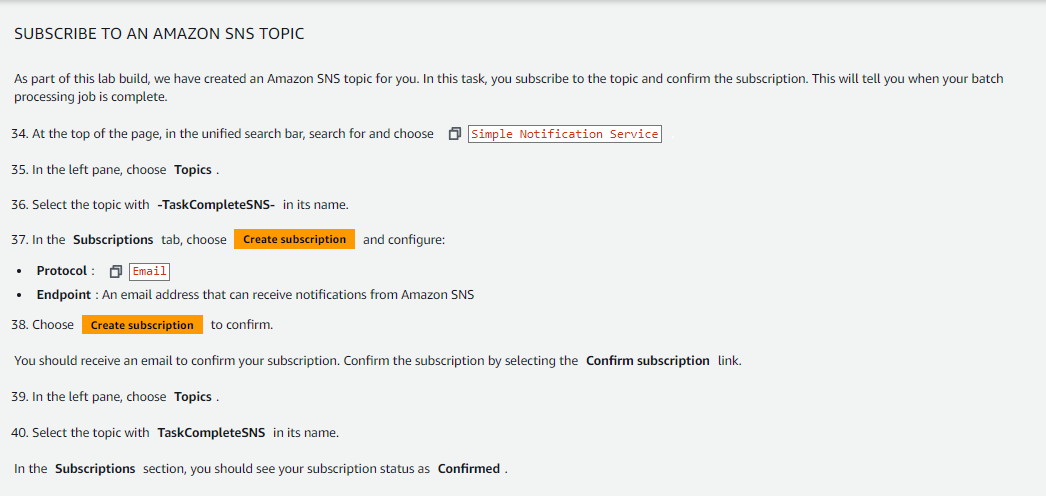 SUBSCRIBE TO AN AMAZON SNS TOPIC
As part of this lab build, we have created an Amazon SNS topic for you. In this task, you subscribe to the topic and confirm the subscription. This will tell you when your batch
processing job is complete.
34. At the top of the page, in the unified search bar, search for and choose Simple Notification Service .
35. In the left pane, choose Topics .
36. Select the topic with -TaskCompleteSNS- in its name.
37. In the Subscriptions tab, choose Create subscription and configure:
• Protocol : Email
• Endpoint : An email address that can receive notifications from Amazon SNS
38. Choose Create subscription to confirm.
You should receive an email to confirm your subscription. Confirm the subscription by selecting the Confirm subscription link.
39. In the left pane, choose Topics .
40. Select the topic with TaskCompleteSNS in its name.
In the Subscriptions section, you should see your subscription status as Confirmed .